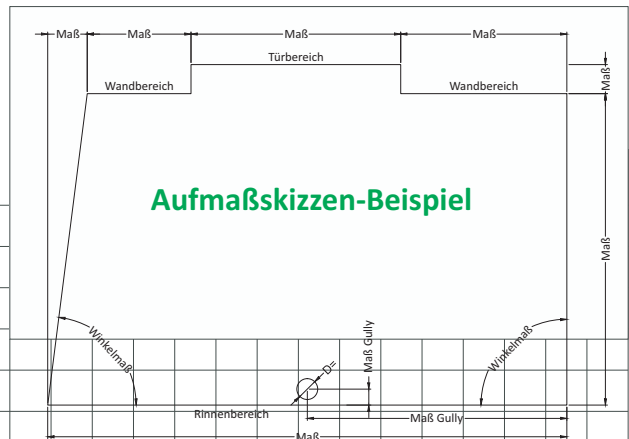 Maß Maß Maß Maß
Türbereich
Wandbereich Wandbereich
Maß
Aufmaßskizzen-Beispiel
Maß
Winkelmaß
Maß Gully
Winkelmaß
D=
Rinnenbereich
Maß Gully
Maß